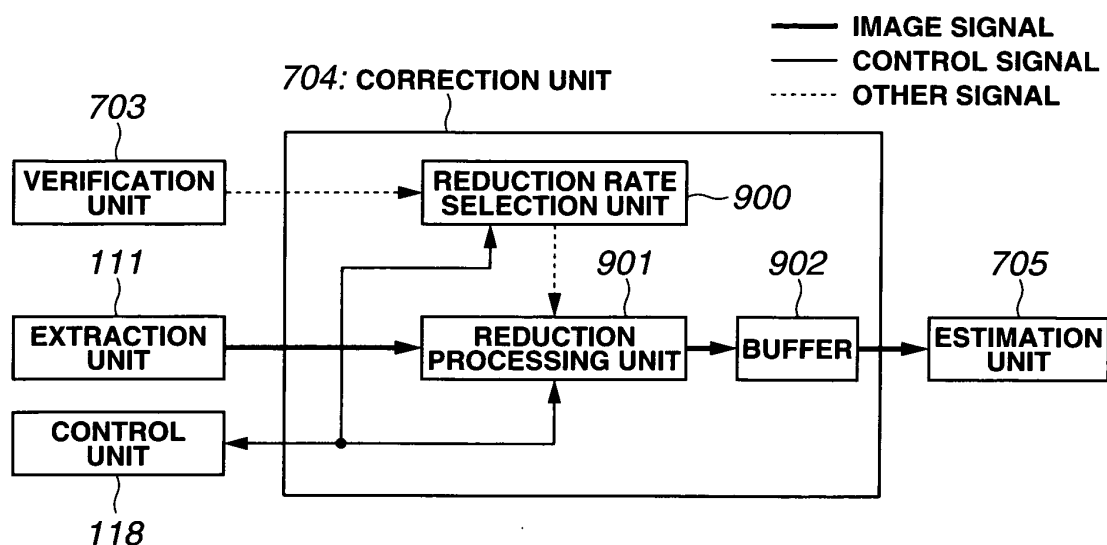 IMAGE SIGNAL
CONTROL SIGNAL
OTHER SIGNAL
704: CORRECTION UNIT
703
VERIFICATION
UNIT
REDUCTION RATE
SELECTION UNIT
900
111
901
902
705
EXTRACTION
UNIT
REDUCTION
PROCESSING UNIT
BUFFER
ESTIMATION
UNIT
CONTROL
UNIT
118